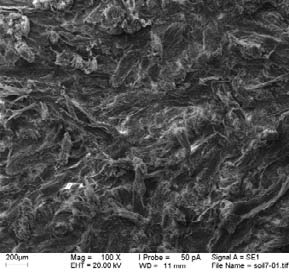 200µm Mag = 100 X I Probe = 50 pA Signal A = SE1
EHT = 20.00 kV WD = 11 mm File Name = soil7-01.tif